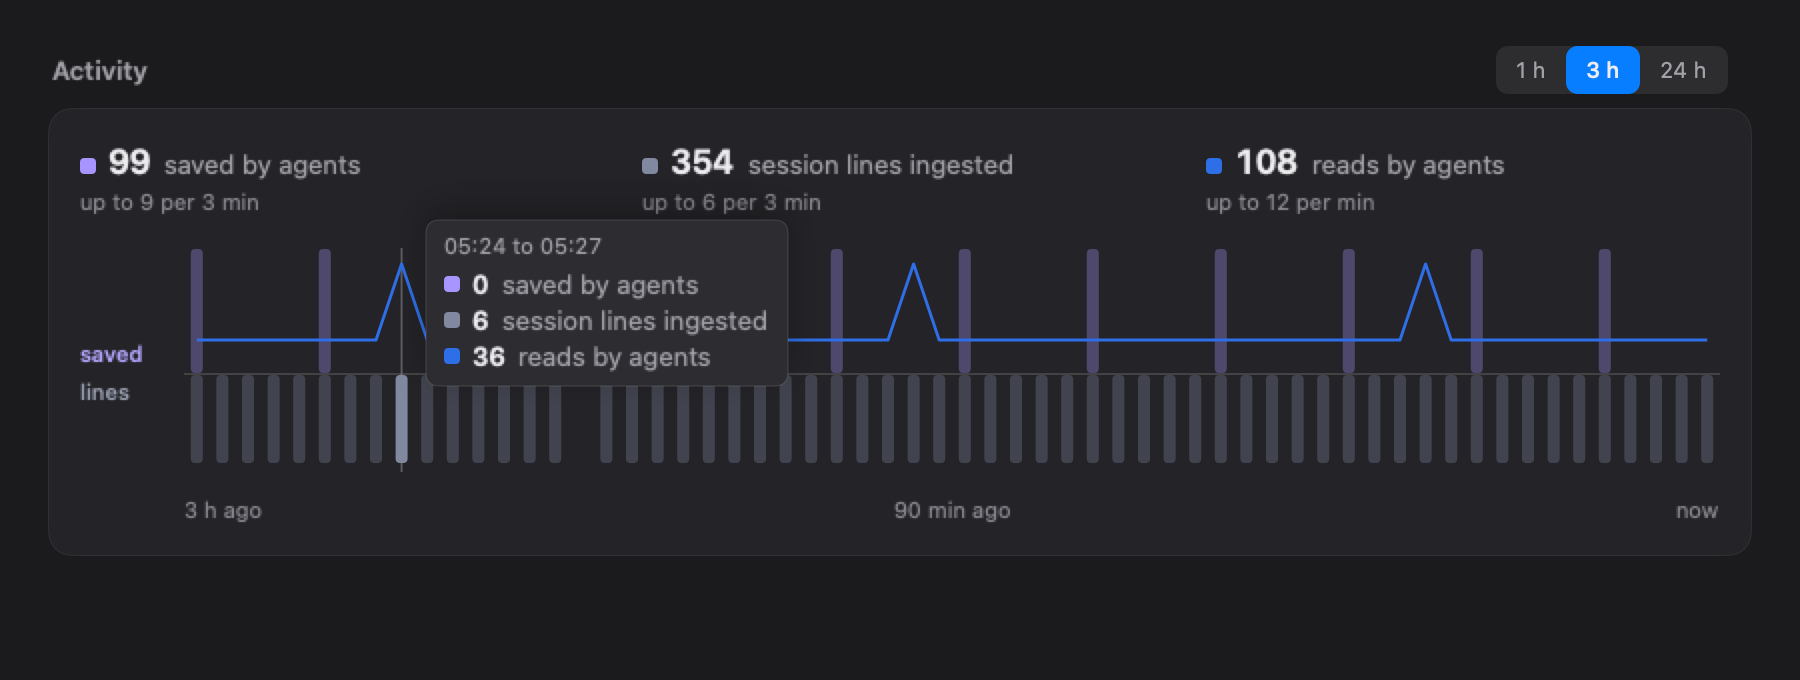 Activity
1 h 3 h 24 h
99 saved by agents
up to 9 per 3 min
354 session lines ingested
up to 6 per 3 min
108 reads by agents
up to 12 per min
05:24 to 05:27
0 saved by agents
6 session lines ingested
36 reads by agents
saved
lines
3 h ago
90 min ago
now